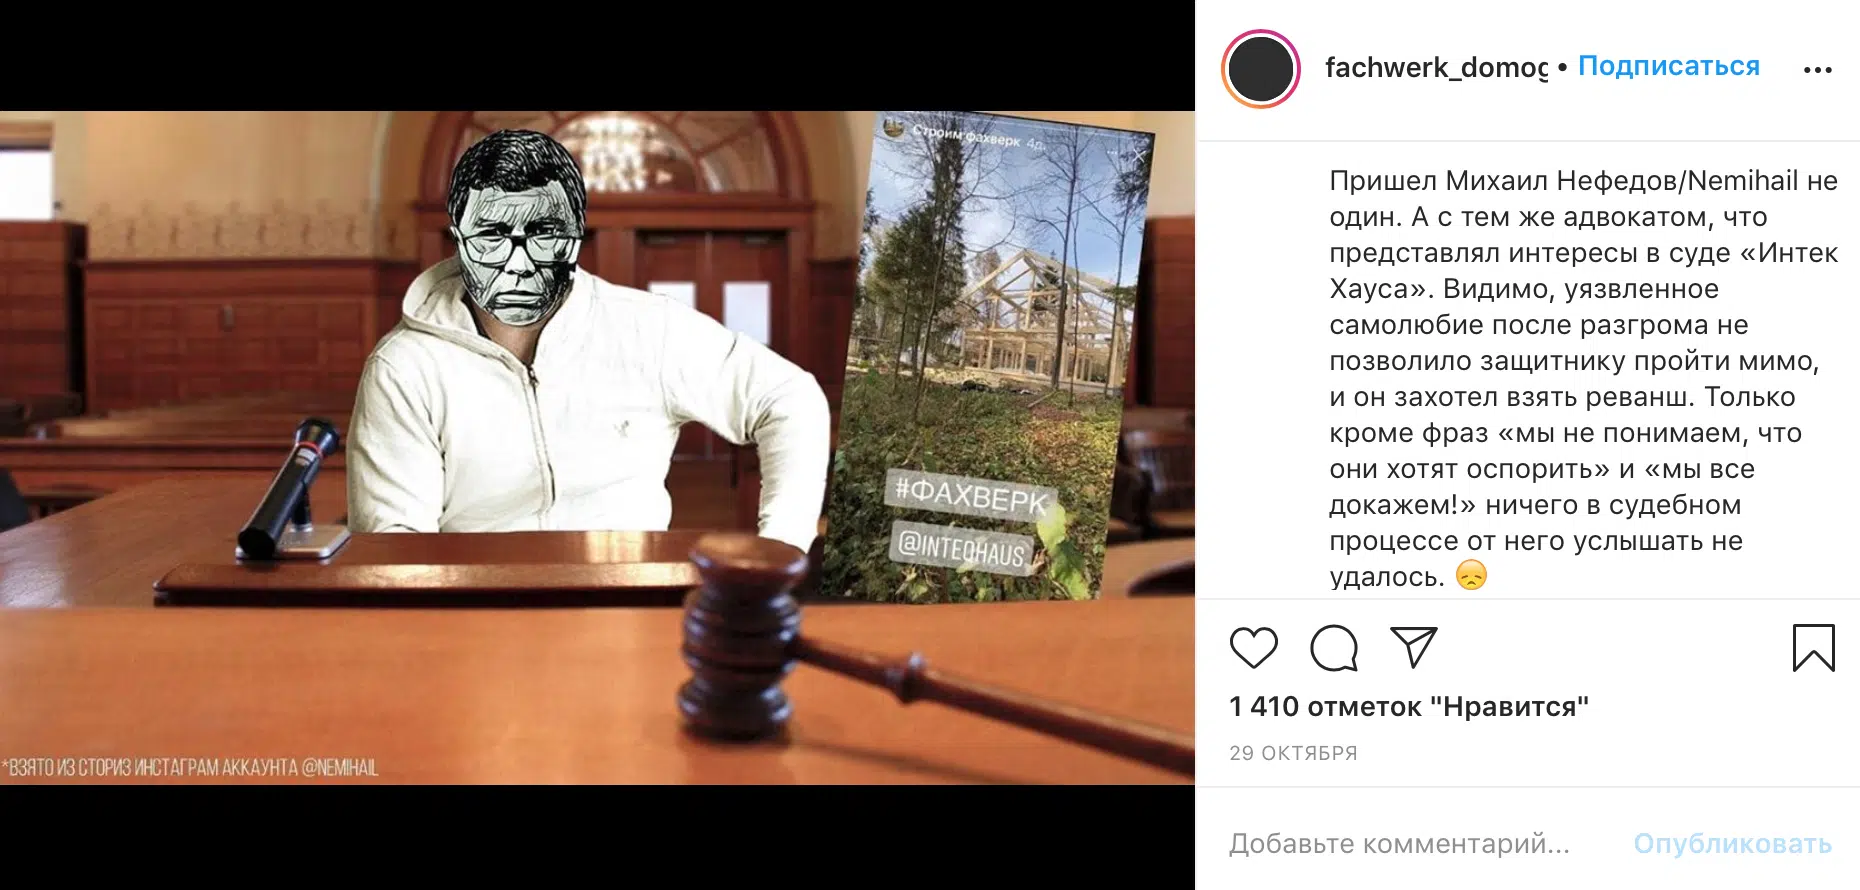 Строим фахверк 4д.
#ФАХВЕРК
@INTEQHAUS
*ВЗЯТО ИЗ СТОРИЗ ИНСТАГРАМ АККАУНТА @NEMIHAIL
fachwerk_domog • Подписаться
Пришел Михаил Нефедов/Nemihail не
один. А с тем же адвокатом, что
представлял интересы в суде «Интек
Хауса». Видимо, уязвленное
самолюбие после разгрома не
позволило защитнику пройти мимо,
и он захотел взять реванш. Только
кроме фраз «мы не понимаем, что
они хотят оспорить» и «мы все
докажем!» ничего в судебном
процессе от него услышать не
удалось. 😞
1 410 отметок "Нравится"
29 ОКТЯБРЯ
Добавьте комментарий... Опубликовать